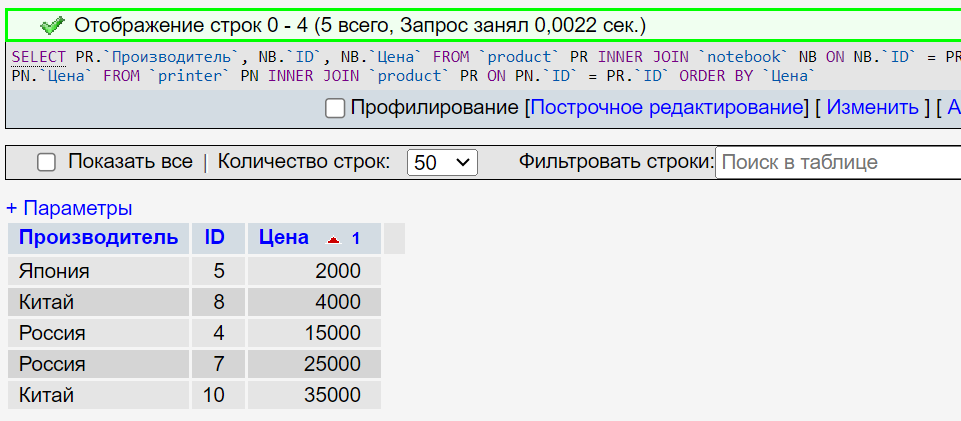 Отображение строк 0 - 4 (5 всего, Запрос занял 0,0022 сек.)
SELECT PR.`Производитель`, NB.`ID`, NB.`Цена` FROM `product` PR INNER JOIN `notebook` NB ON NB.`ID` = PR
PN.`Цена` FROM `printer` PN INNER JOIN `product` PR ON PN.`ID` = PR.`ID` ORDER BY `Цена`
Профилирование [Построчное редактирование] [ Изменить ] [
Показать все | Количество строк: 50 Фильтровать строки: Поиск в таблице
+ Параметры
Производитель ID Цена 1
Япония 5 2000
Китай 8 4000
Россия 4 15000
Россия 7 25000
Китай 10 35000